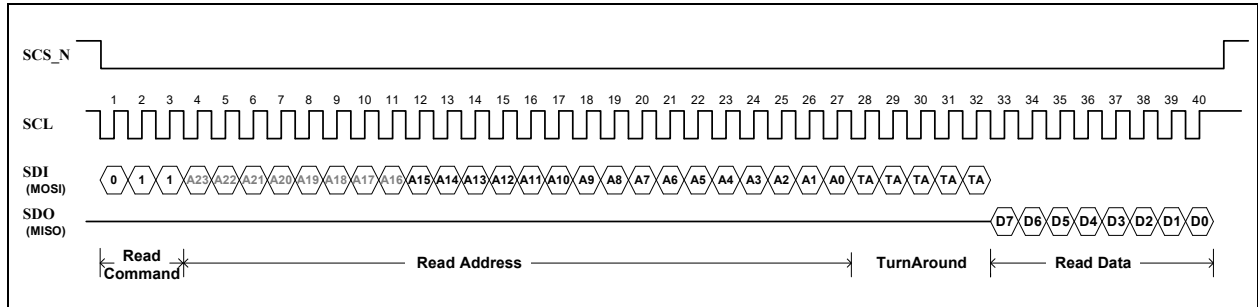 SCS_N
1 2 3 4 5 6 7 8 9 10 11 12 13 14 15 16 17 18 19 20 21 22 23 24 25 26 27 28 29 30 31 32 33 34 35 36 37 38 39 40
SCL
SDI
(MOSI)
0 1 1 A23 A22 A21 A20 A19 A18 A17 A16 A15 A14 A13 A12 A11 A10 A9 A8 A7 A6 A5 A4 A3 A2 A1 A0 TA TA TA TA TA
SDO
(MISO)
D7 D6 D5 D4 D3 D2 D1 D0
Read
Command
Read Address
TurnAround
Read Data